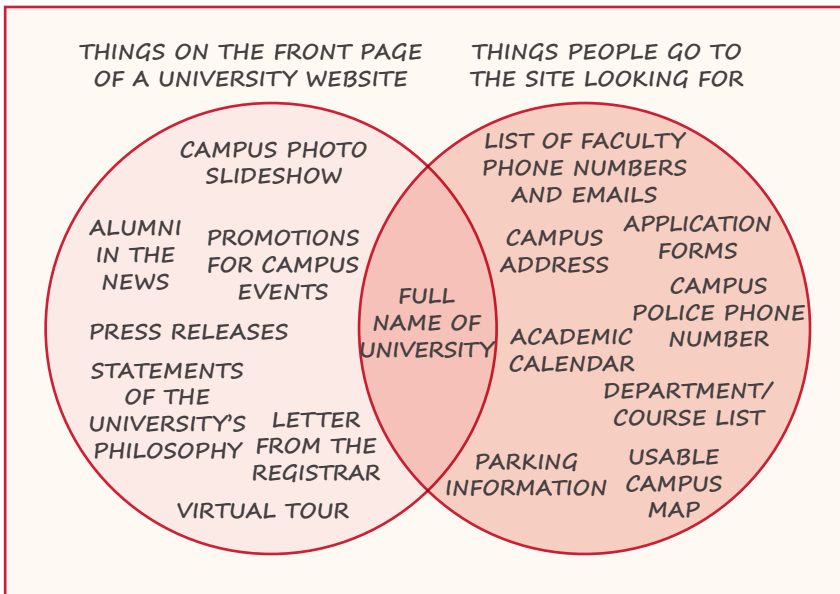 THINGS ON THE FRONT PAGE
OF A UNIVERSITY WEBSITE
THINGS PEOPLE GO TO
THE SITE LOOKING FOR
CAMPUS PHOTO
SLIDESHOW
ALUMNI
IN THE
NEWS
PROMOTIONS
FOR CAMPUS
EVENTS
PRESS RELEASES
STATEMENTS
OF THE
UNIVERSITY'S
PHILOSOPHY
LETTER
FROM THE
REGISTRAR
VIRTUAL TOUR
FULL
NAME OF
UNIVERSITY
LIST OF FACULTY
PHONE NUMBERS
AND EMAILS
CAMPUS
ADDRESS
APPLICATION
FORMS
CAMPUS
POLICE PHONE
NUMBER
ACADEMIC
CALENDAR
DEPARTMENT/
COURSE LIST
PARKING
INFORMATION
USABLE
CAMPUS
MAP